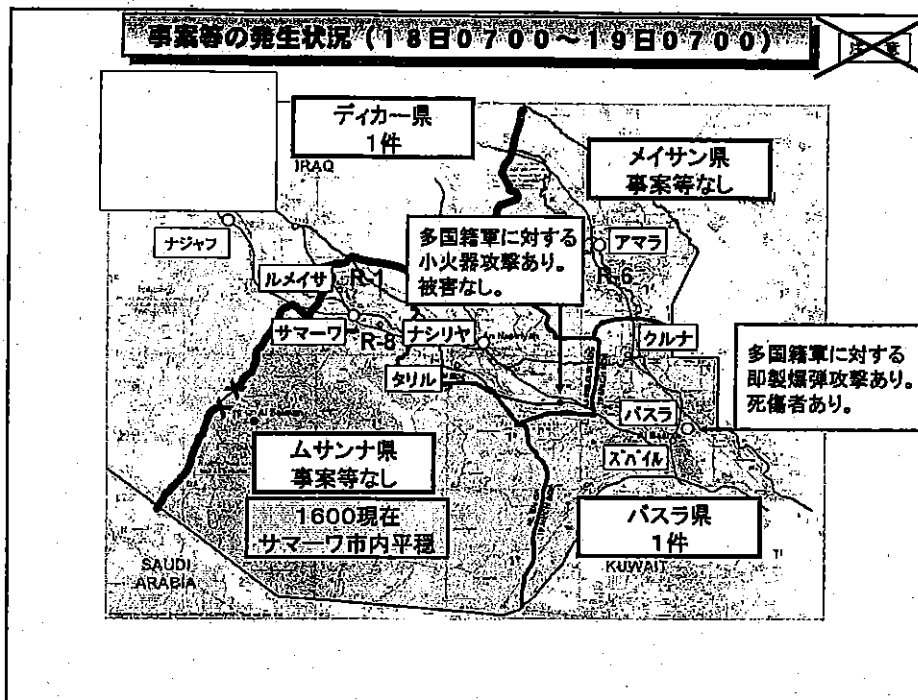 事案等の発生状況(18日0700~19日0700)
注意
ディカー県
1件
IRAQ
メイサン県
事案等なし
多国籍軍に対する
小火器攻撃あり。
被害なし。
ナジャフ
アマラ
ルメイサ
R-1
R-6
サマーワ
R-8
ナシリヤ
クルナ
タリル
多国籍軍に対する
即製爆弾攻撃あり。
死傷者あり。
バスラ
ズバイル
ムサンナ県
事案等なし
1600現在
サマーワ市内平穏
バスラ県
1件
SAUDI
ARABIA
KUWAIT